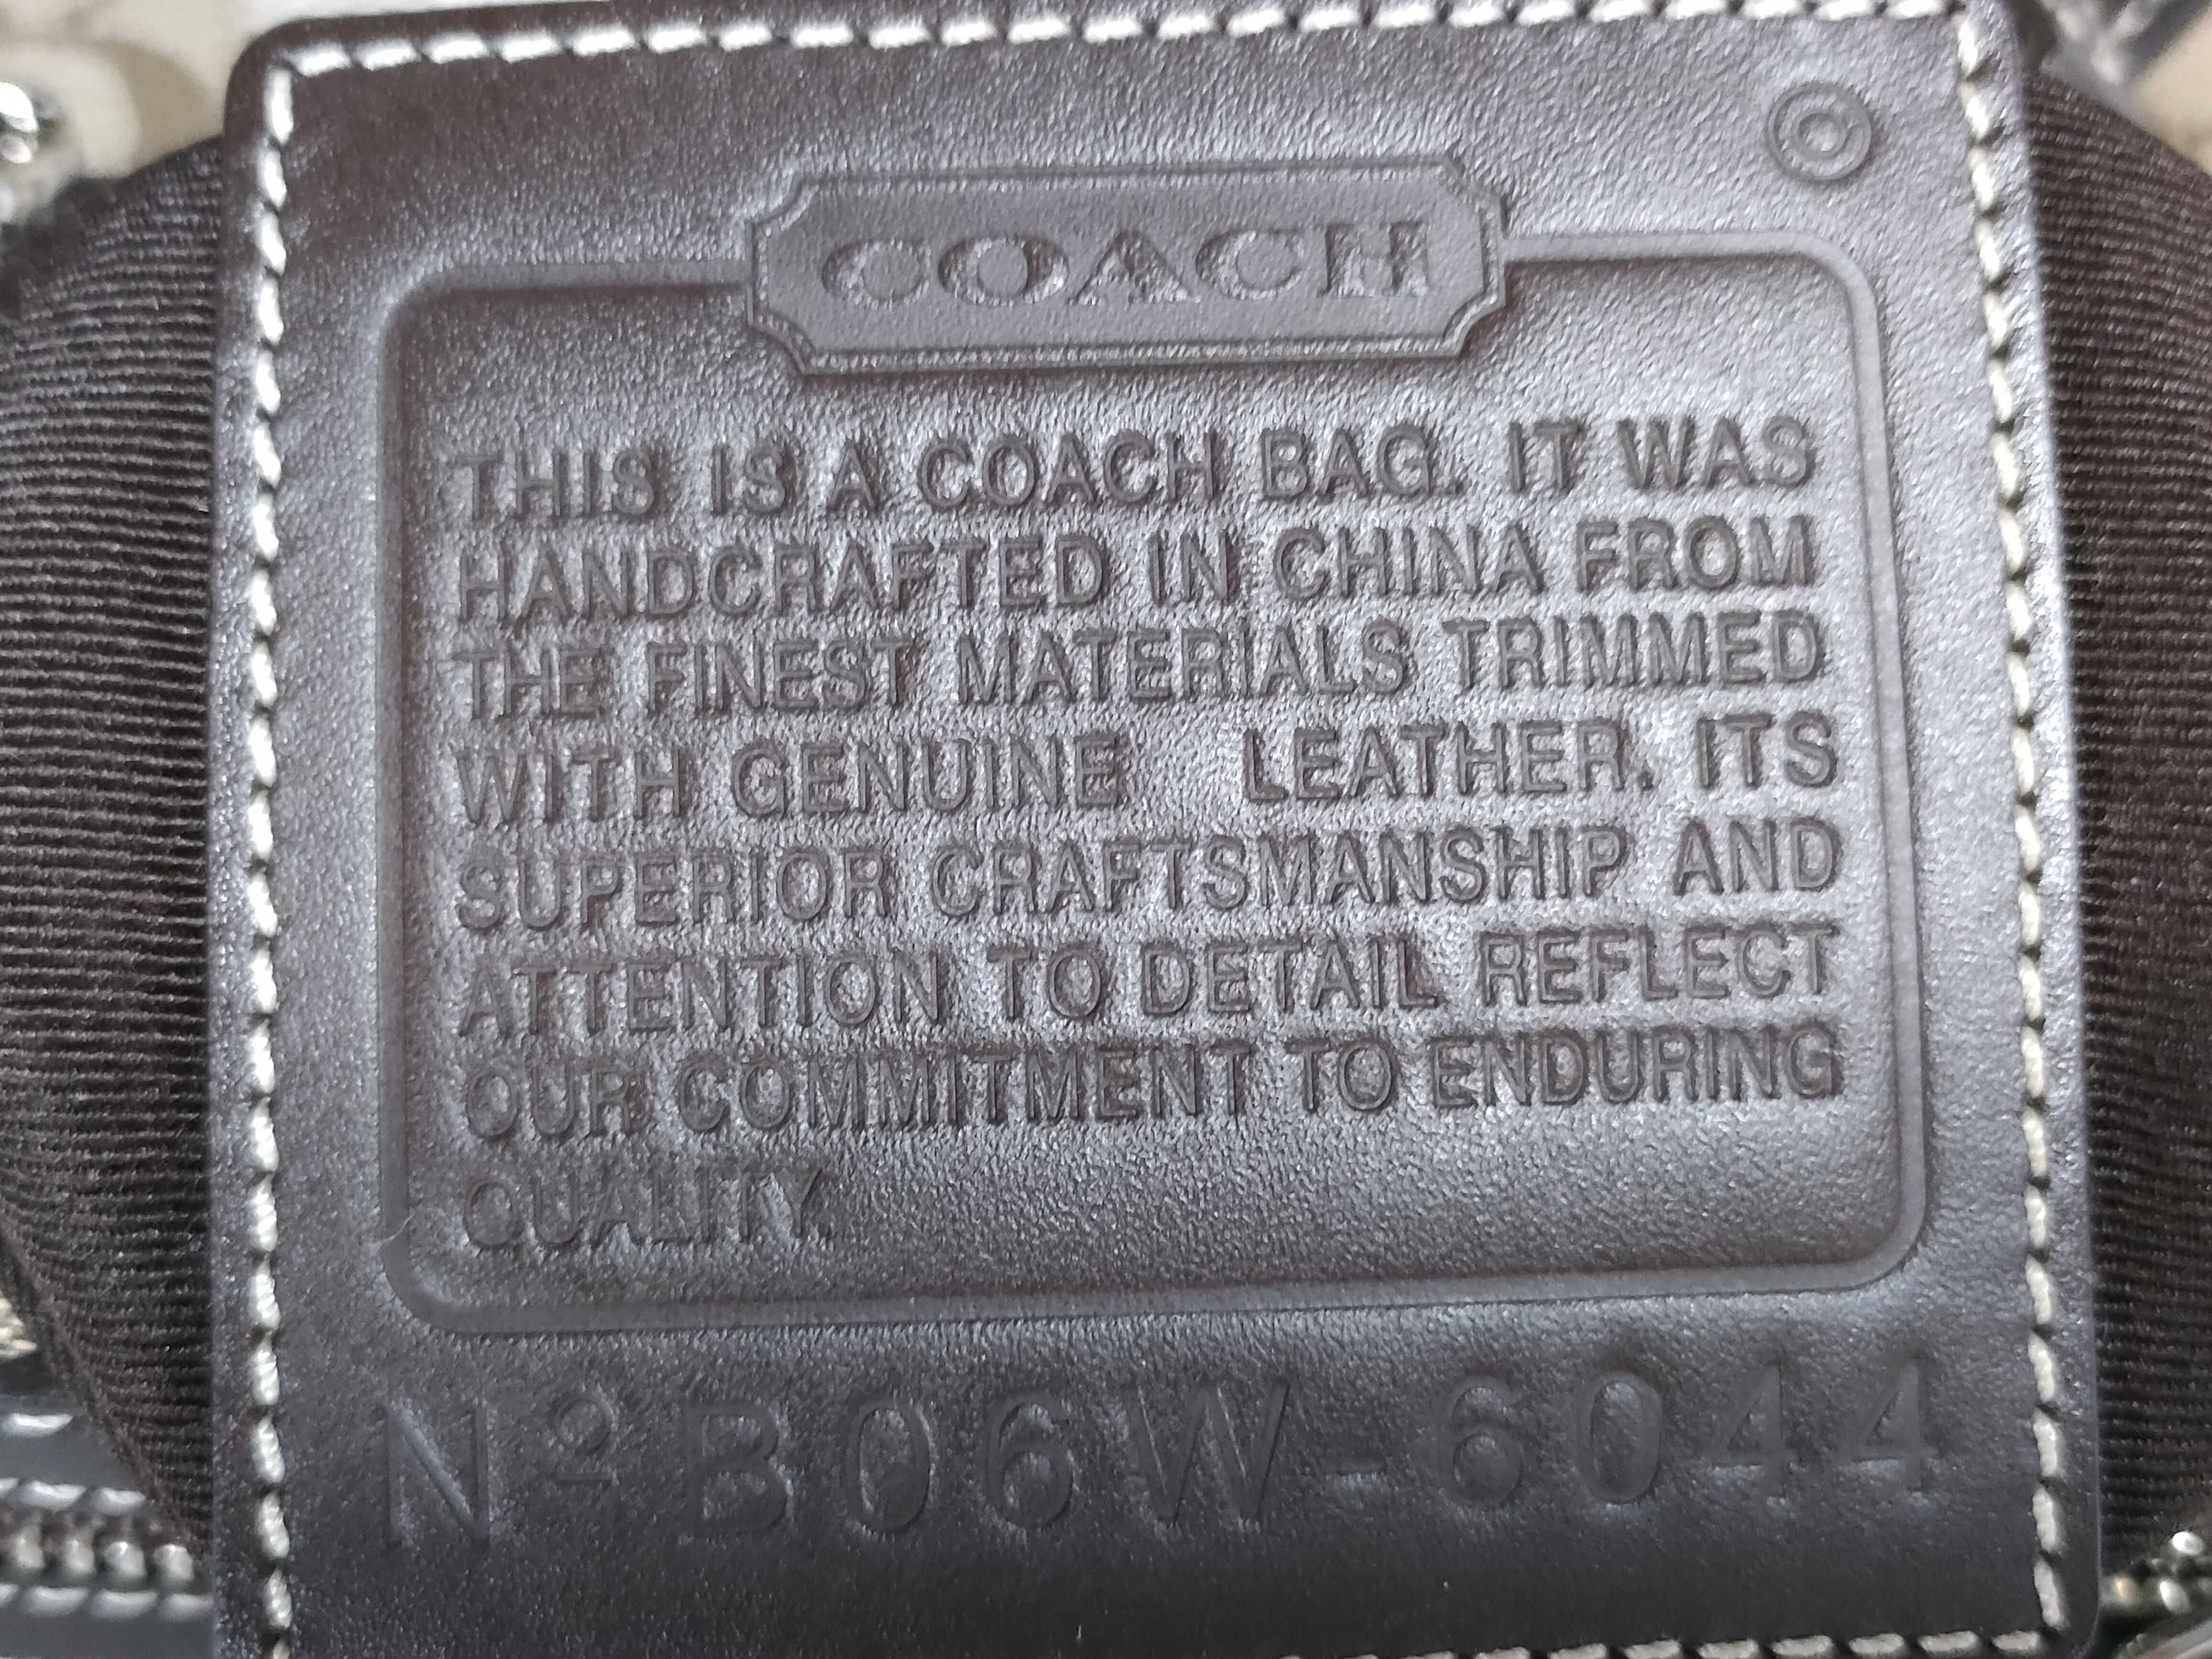 COACH
THIS IS A COACH BAG. IT WAS
HANDCRAFTED IN CHINA FROM
THE FINEST MATERIALS TRIMMED
WITH GENUINE LEATHER. ITS
SUPERIOR CRAFTSMANSHIP AND
ATTENTION TO DETAIL REFLECT
OUR COMMITMENT TO ENDURING
QUALITY.
Nº B06W-6044